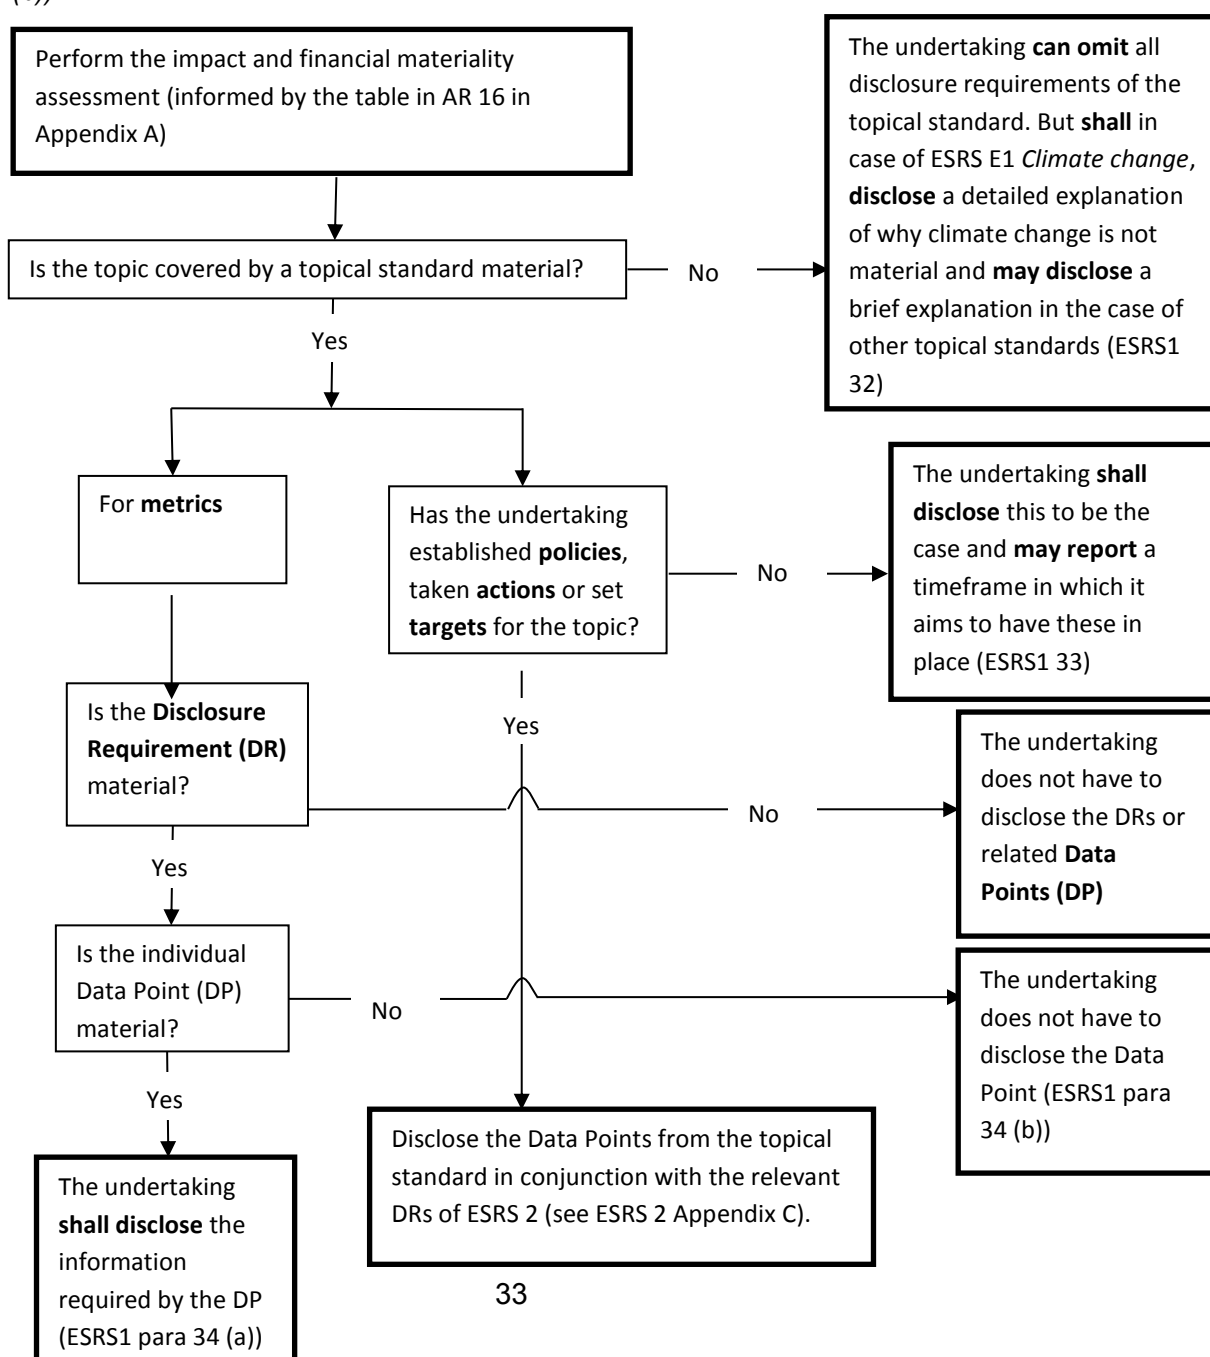 Perform the impact and financial materiality
assessment (informed by the table in AR 16 in
Appendix A)
The undertaking can omit all
disclosure requirements of the
topical standard. But shall in
case of ESRS E1 Climate change,
disclose a detailed explanation
of why climate change is not
material and may disclose a
brief explanation in the case of
other topical standards (ESRS1
32)
Is the topic covered by a topical standard material?
No
Yes
For metrics
Has the undertaking
established policies,
taken actions or set
targets for the topic?
No
The undertaking shall
disclose this to be the
case and may report a
timeframe in which it
aims to have these in
place (ESRS1 33)
Is the Disclosure
Requirement (DR)
material?
Yes
No
The undertaking
does not have to
disclose the DRs or
related Data
Points (DP)
Yes
Is the individual
Data Point (DP)
material?
No
The undertaking
does not have to
disclose the Data
Point (ESRS1 para
34 (b))
Yes
Disclose the Data Points from the topical
standard in conjunction with the relevant
DRs of ESRS 2 (see ESRS 2 Appendix C).
The undertaking
shall disclose the
information
required by the DP
(ESRS1 para 34 (a))
33